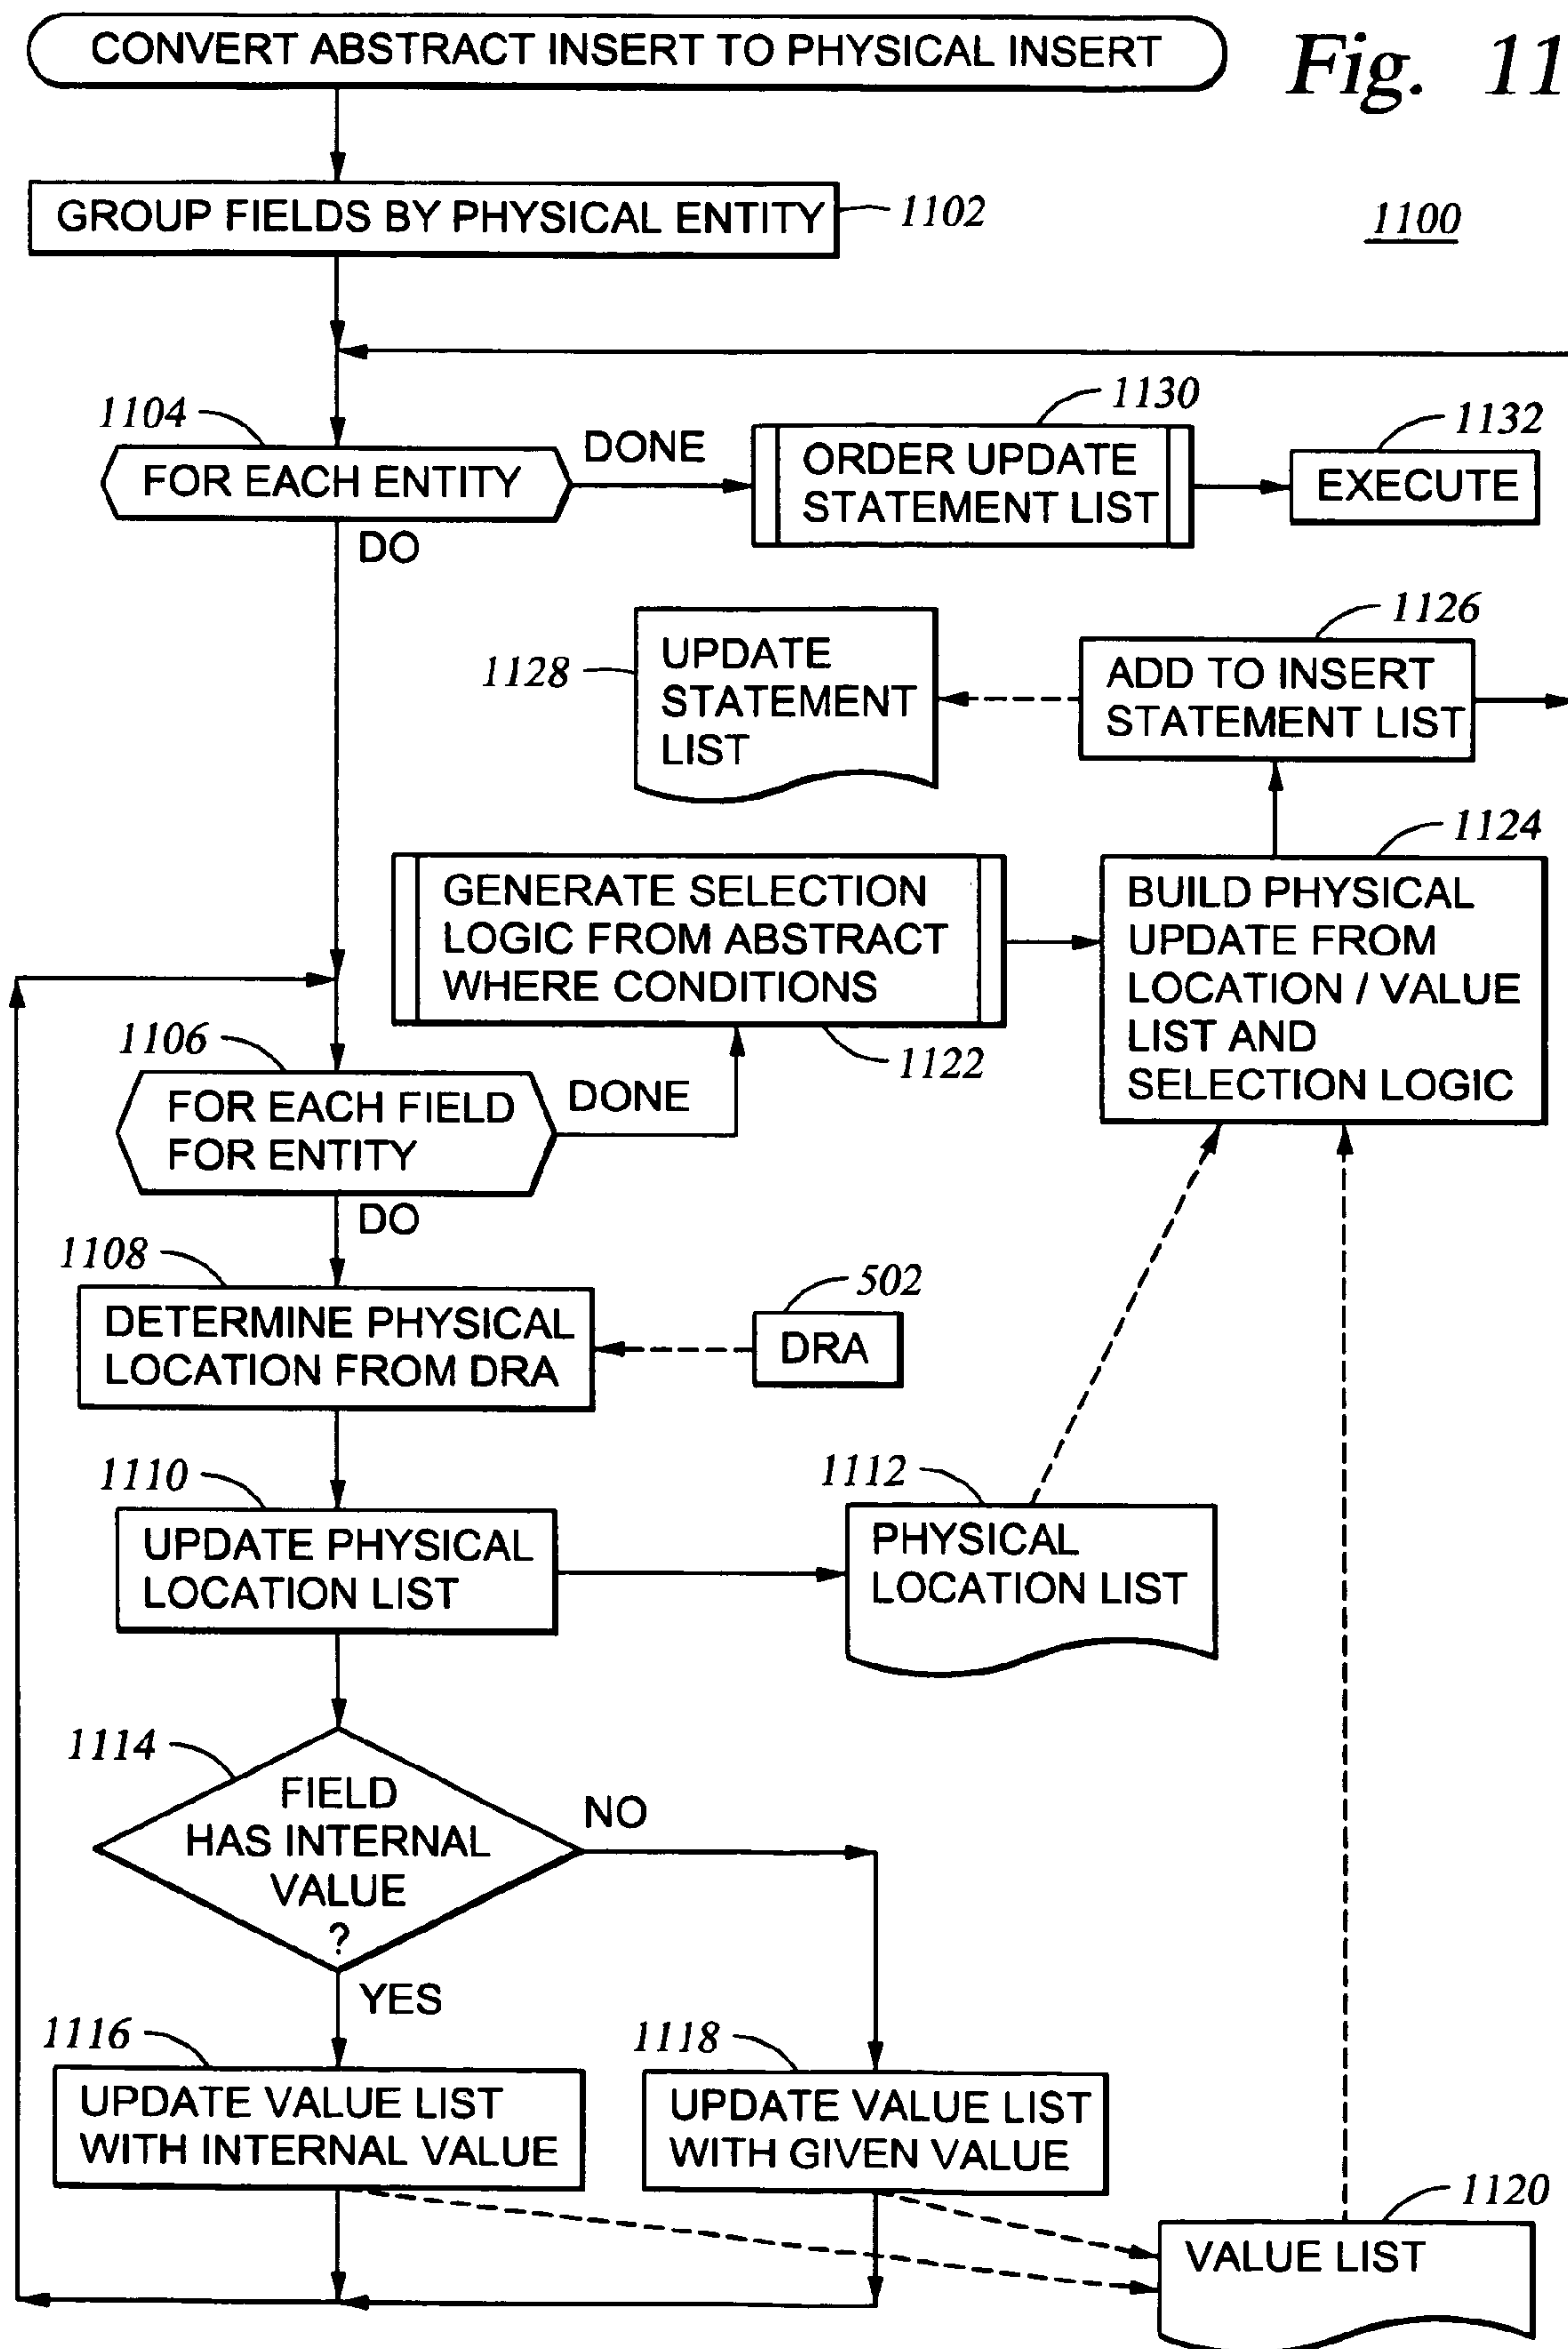 CONVERT ABSTRACT INSERT TO PHYSICAL INSERT
Fig. 11
GROUP FIELDS BY PHYSICAL ENTITY
1102
1100
1104
FOR EACH ENTITY
DONE
DO
1130
ORDER UPDATE
STATEMENT LIST
1132
EXECUTE
1128
UPDATE
STATEMENT
LIST
1126
ADD TO INSERT
STATEMENT LIST
GENERATE SELECTION
LOGIC FROM ABSTRACT
WHERE CONDITIONS
1122
1124
BUILD PHYSICAL
UPDATE FROM
LOCATION / VALUE
LIST AND
SELECTION LOGIC
1106
FOR EACH FIELD
FOR ENTITY
DONE
DO
1108
DETERMINE PHYSICAL
LOCATION FROM DRA
502
DRA
1110
UPDATE PHYSICAL
LOCATION LIST
1112
PHYSICAL
LOCATION LIST
1114
FIELD
HAS INTERNAL
VALUE
?
NO
YES
1116
UPDATE VALUE LIST
WITH INTERNAL VALUE
1118
UPDATE VALUE LIST
WITH GIVEN VALUE
1120
VALUE LIST